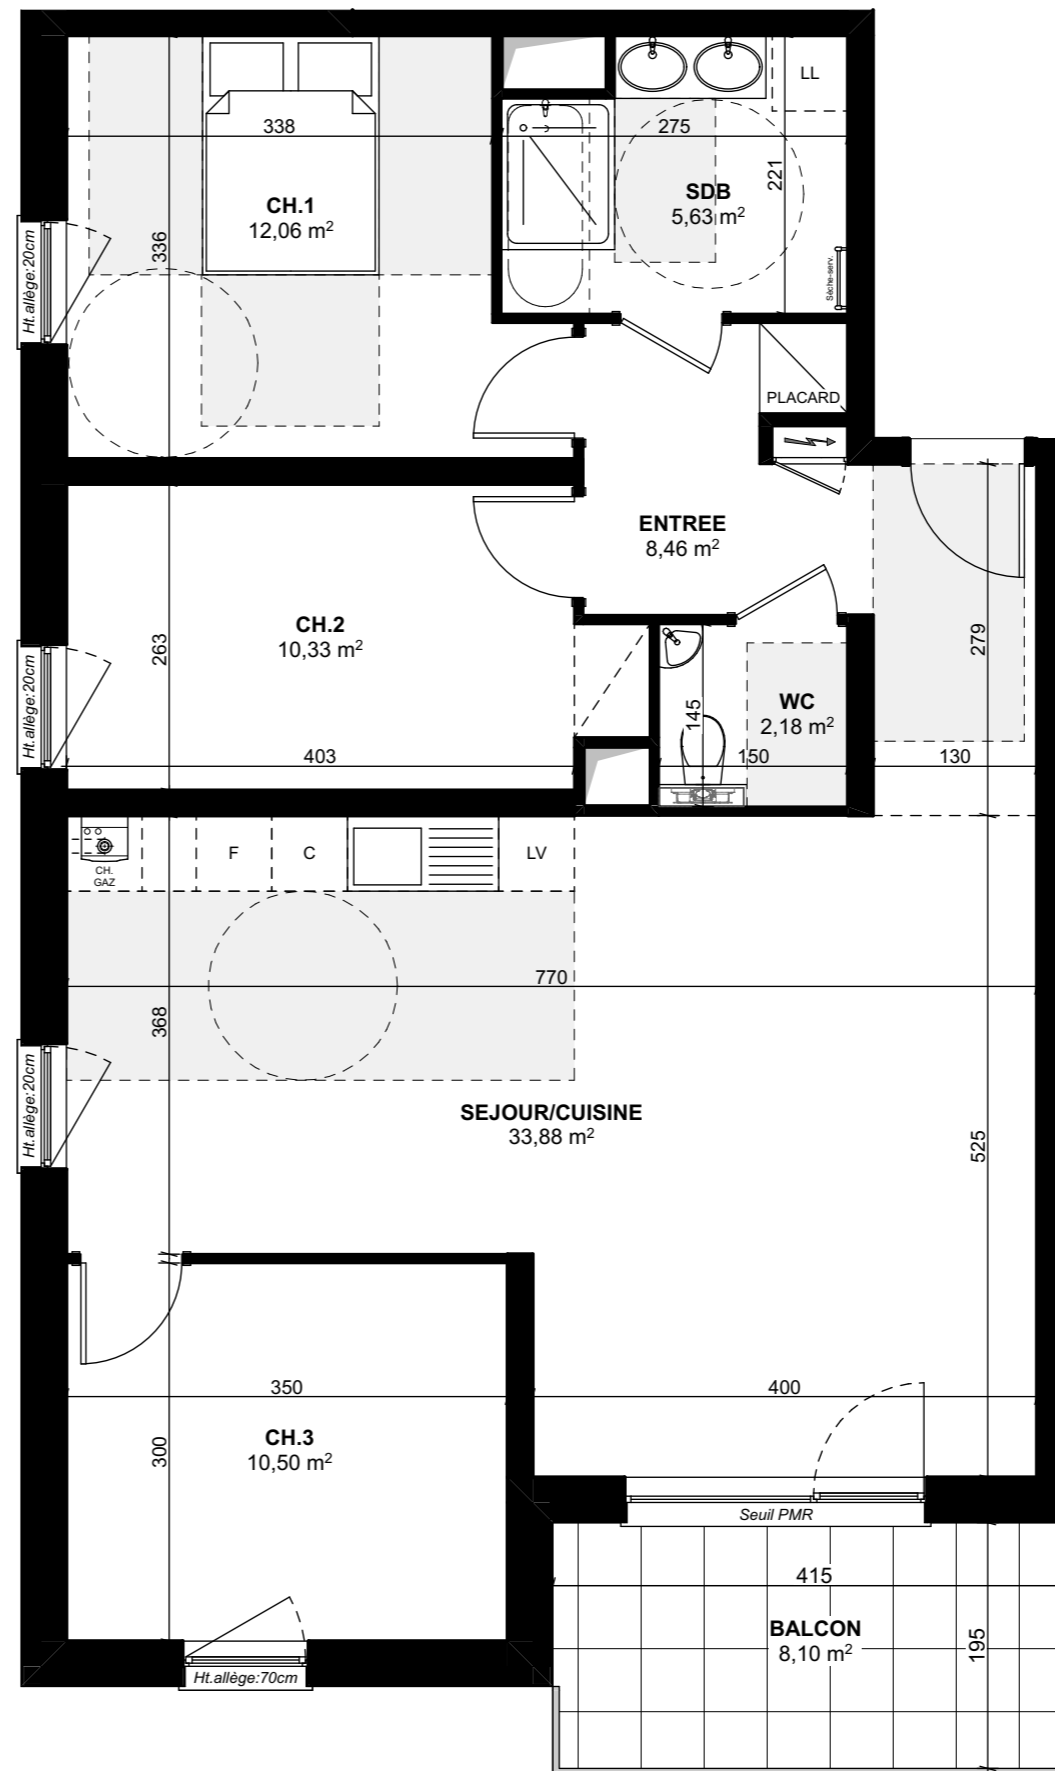 LL
338
275
CH.1
12,06 m²
SDB
5,63 m²
221
336
Ht.allège:20cm
Sèche-serv.
PLACARD
ENTREE
8,46 m²
CH.2
10,33 m²
263
279
Ht.allège:20cm
WC
2,18 m²
145
403
150
130
CH.
GAZ
F
C
LV
770
368
Ht.allège:20cm
SEJOUR/CUISINE
33,88 m²
525
350
400
CH.3
10,50 m²
300
Seuil PMR
415
BALCON
8,10 m²
195
Ht.allège:70cm